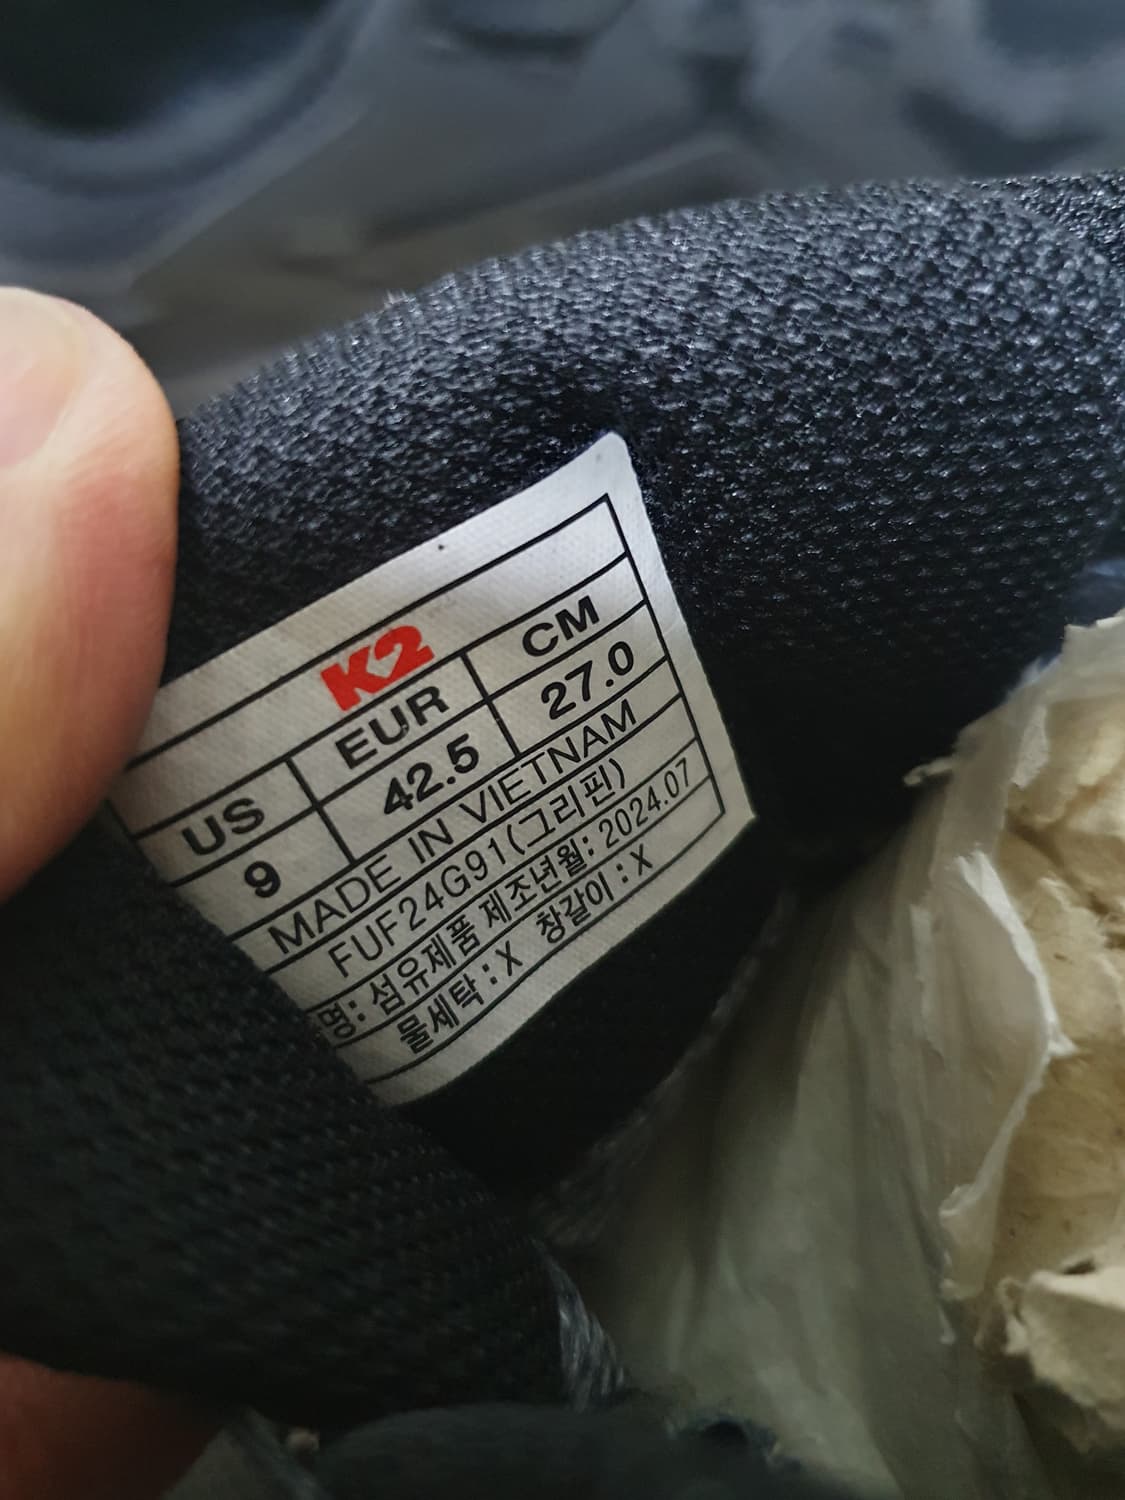 K2
US EUR CM
9 42.5 27.0
MADE IN VIETNAM
FUF24G91(그리핀)
명: 섬유제품 제조년월: 2024.07
물세탁 : X 창갈이 : X